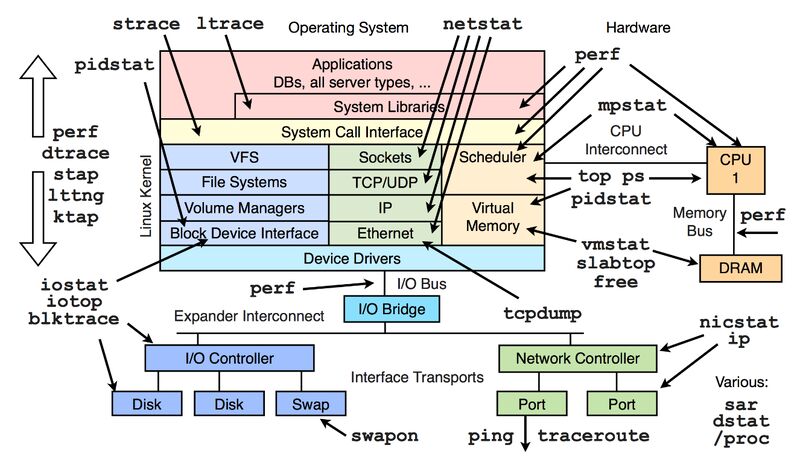 strace ltrace Operating System netstat Hardware
pidstat
Applications
DBs, all server types, ...
System Libraries
System Call Interface
perf
mpstat
perf
dtrace
stap
lttng
ktap
Linux Kernel
VFS Sockets Scheduler
File Systems TCP/UDP
Volume Managers IP Virtual Memory
Block Device Interface Ethernet
Device Drivers
CPU
Interconnect
CPU
1
top ps
pidstat
Memory
Bus
perf
vmstat
slabtop
free
DRAM
iostat
iotop
blktrace
perf
I/O Bus
Expander Interconnect
I/O Bridge
tcpdump
nicstat
ip
I/O Controller
Network Controller
Interface Transports
Disk Disk Swap
Port Port
swapon
ping traceroute
Various:
sar
dstat
/proc